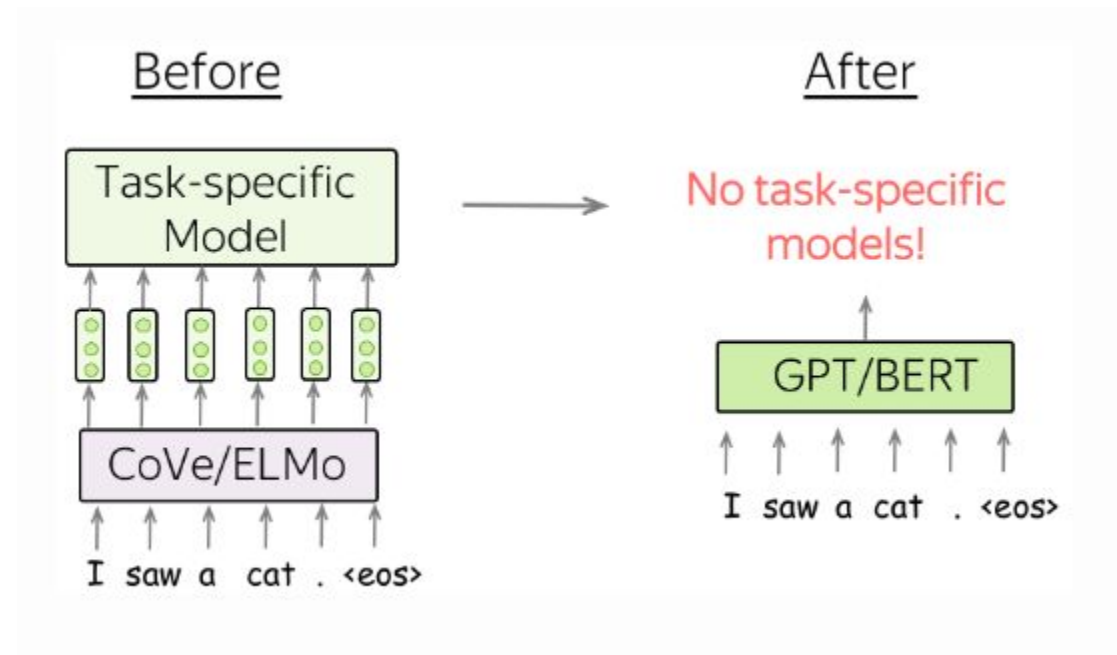 Before
Task-specific
Model
CoVe/ELMo
I saw a cat . <eos>
After
No task-specific
models!
GPT/BERT
I saw a cat . <eos>